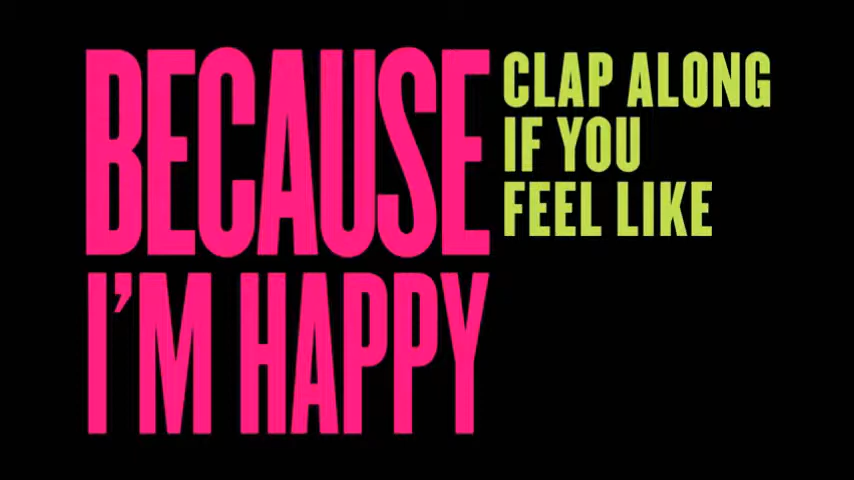 BECAUSE
I'M HAPPY
CLAP ALONG
IF YOU
FEEL LIKE